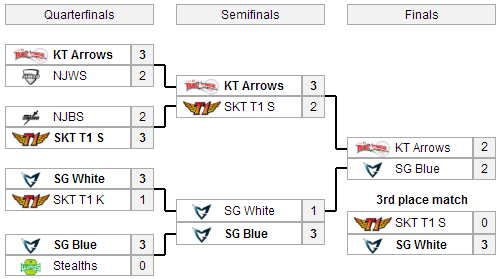 Quarterfinals
Semifinals
Finals
KT Arrows 3
NJWS 2
NJBS 2
SKT T1 S 3
SG White 3
SKT T1 K 1
SG Blue 3
Stealths 0
KT Arrows 3
SKT T1 S 2
SG White 1
SG Blue 3
KT Arrows 2
SG Blue 2
3rd place match
SKT T1 S 0
SG White 3